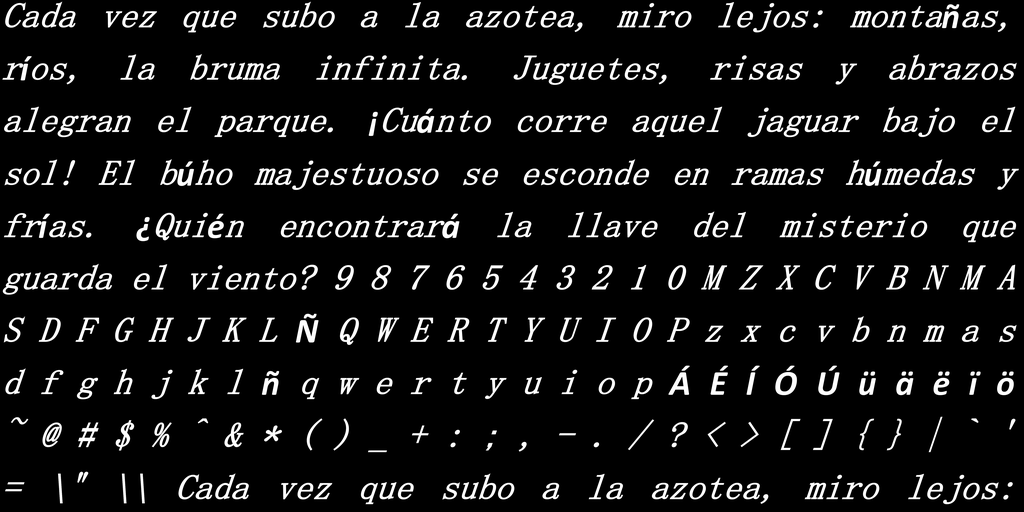 Cada vez que subo a la azotea, miro lejos: montañas,
ríos, la bruma infinita. Juguetes, risas y abrazos
alegran el parque. ¡Cuánto corre aquel jaguar bajo el
sol! El búho majestuoso se esconde en ramas húmedas y
frías. ¿Quién encontrará la llave del misterio que
guarda el viento? 9 8 7 6 5 4 3 2 1 0 M Z X C V B N M A
S D F G H J K L Ñ Q W E R T Y U I O P z x c v b n m a s
d f g h j k l ñ q w e r t y u i o p Á É Í Ó Ú ü ä ë ï ö
~ @ # $ % ^ & * ( ) _ + : ; , - . / ? < > [ ] { } | ` '
= \" \\ Cada vez que subo a la azotea, miro lejos: